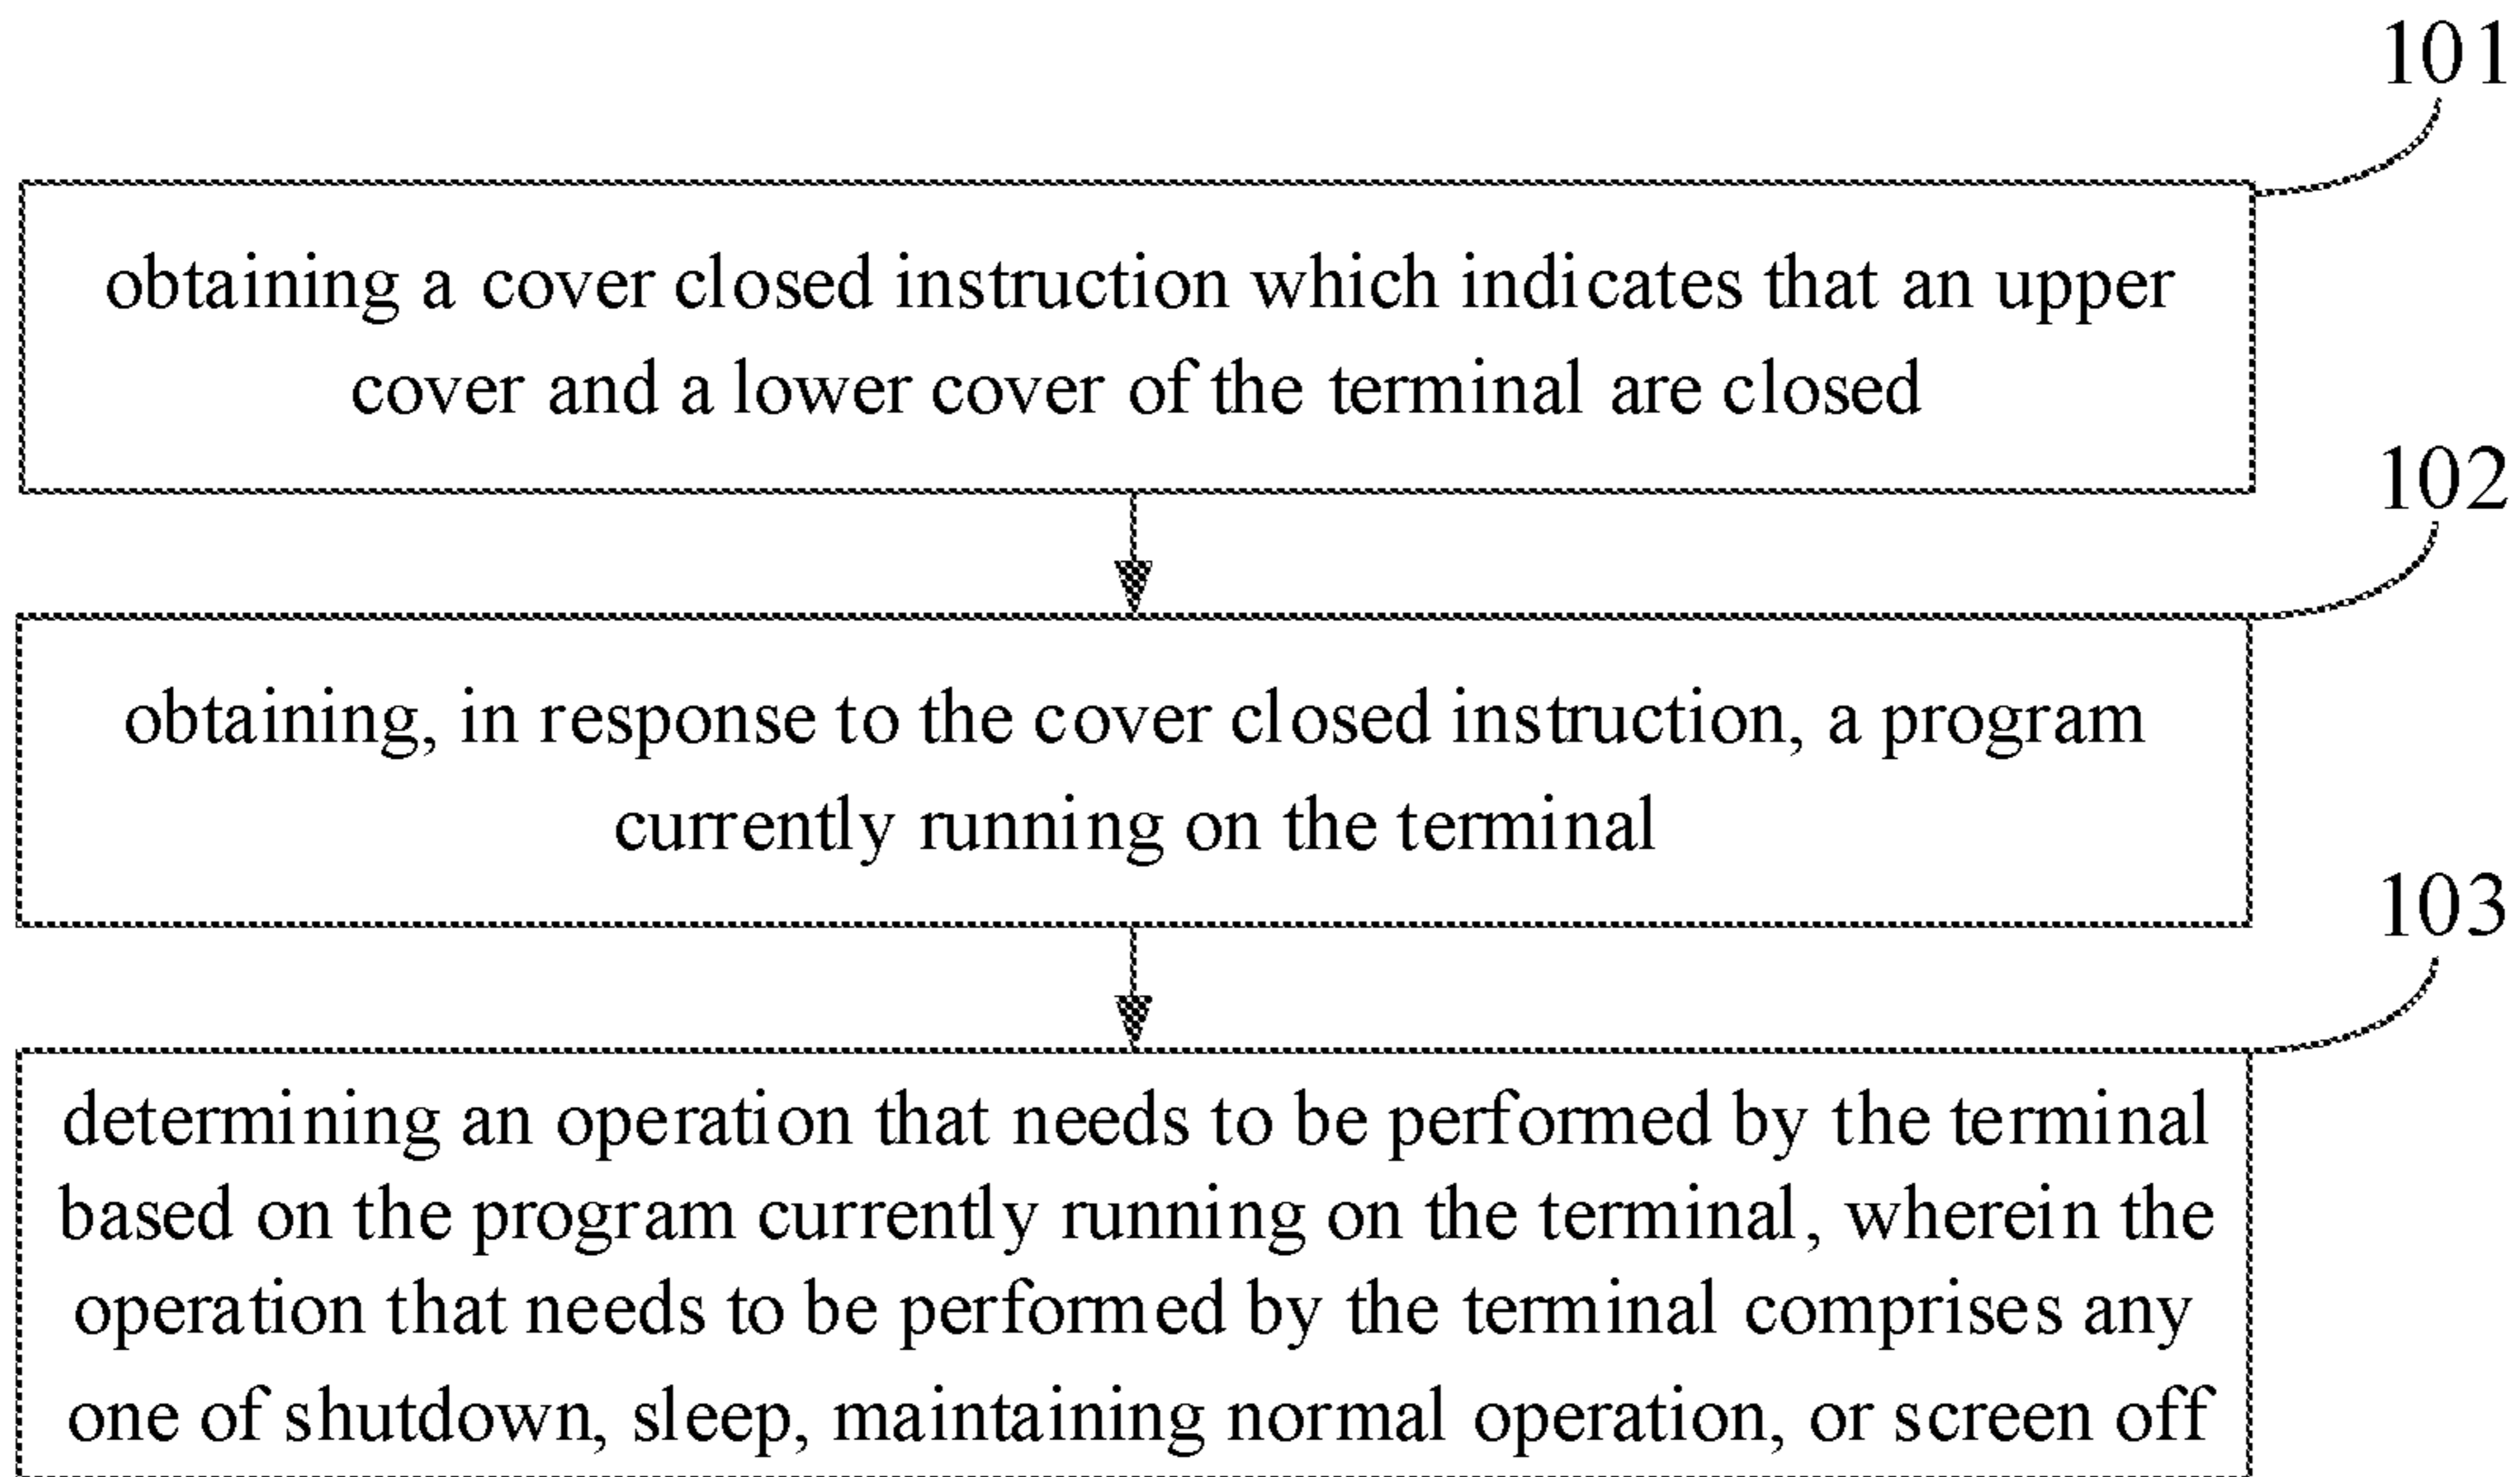 101
obtaining a cover closed instruction which indicates that an upper
cover and a lower cover of the terminal are closed
102
obtaining, in response to the cover closed instruction, a program
currently running on the terminal
103
determining an operation that needs to be performed by the terminal
based on the program currently running on the terminal, wherein the
operation that needs to be performed by the terminal comprises any
one of shutdown, sleep, maintaining normal operation, or screen off